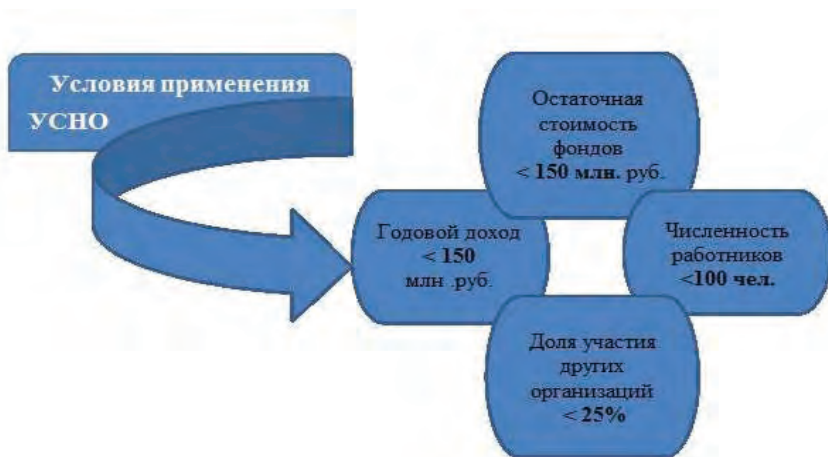 Условия применения
УСНО
Остаточная
стоимость
фондов
< 150 млн. руб.
Годовой доход
< 150
млн .руб.
Численность
работников
<100 чел.
Доля участия
других
организаций
< 25%